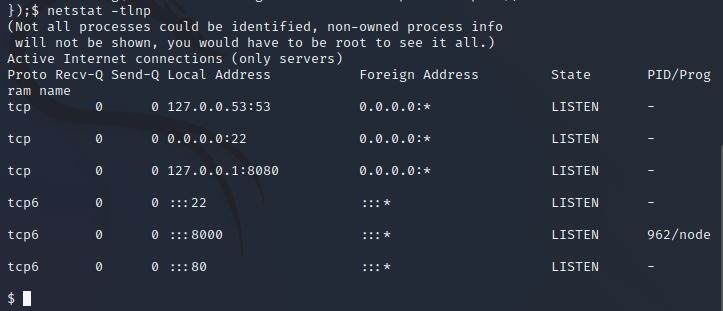 });$ netstat -tlnp
(Not all processes could be identified, non-owned process info
 will not be shown, you would have to be root to see it all.)
Active Internet connections (only servers)
Proto Recv-Q Send-Q Local Address           Foreign Address         State       PID/Prog
ram name
tcp        0      0 127.0.0.53:53           0.0.0.0:*               LISTEN      -
tcp        0      0 0.0.0.0:22              0.0.0.0:*               LISTEN      -
tcp        0      0 127.0.0.1:8080          0.0.0.0:*               LISTEN      -
tcp6       0      0 :::22                   :::*                    LISTEN      -
tcp6       0      0 :::8000                 :::*                    LISTEN      962/node
tcp6       0      0 :::80                   :::*                    LISTEN      -
$